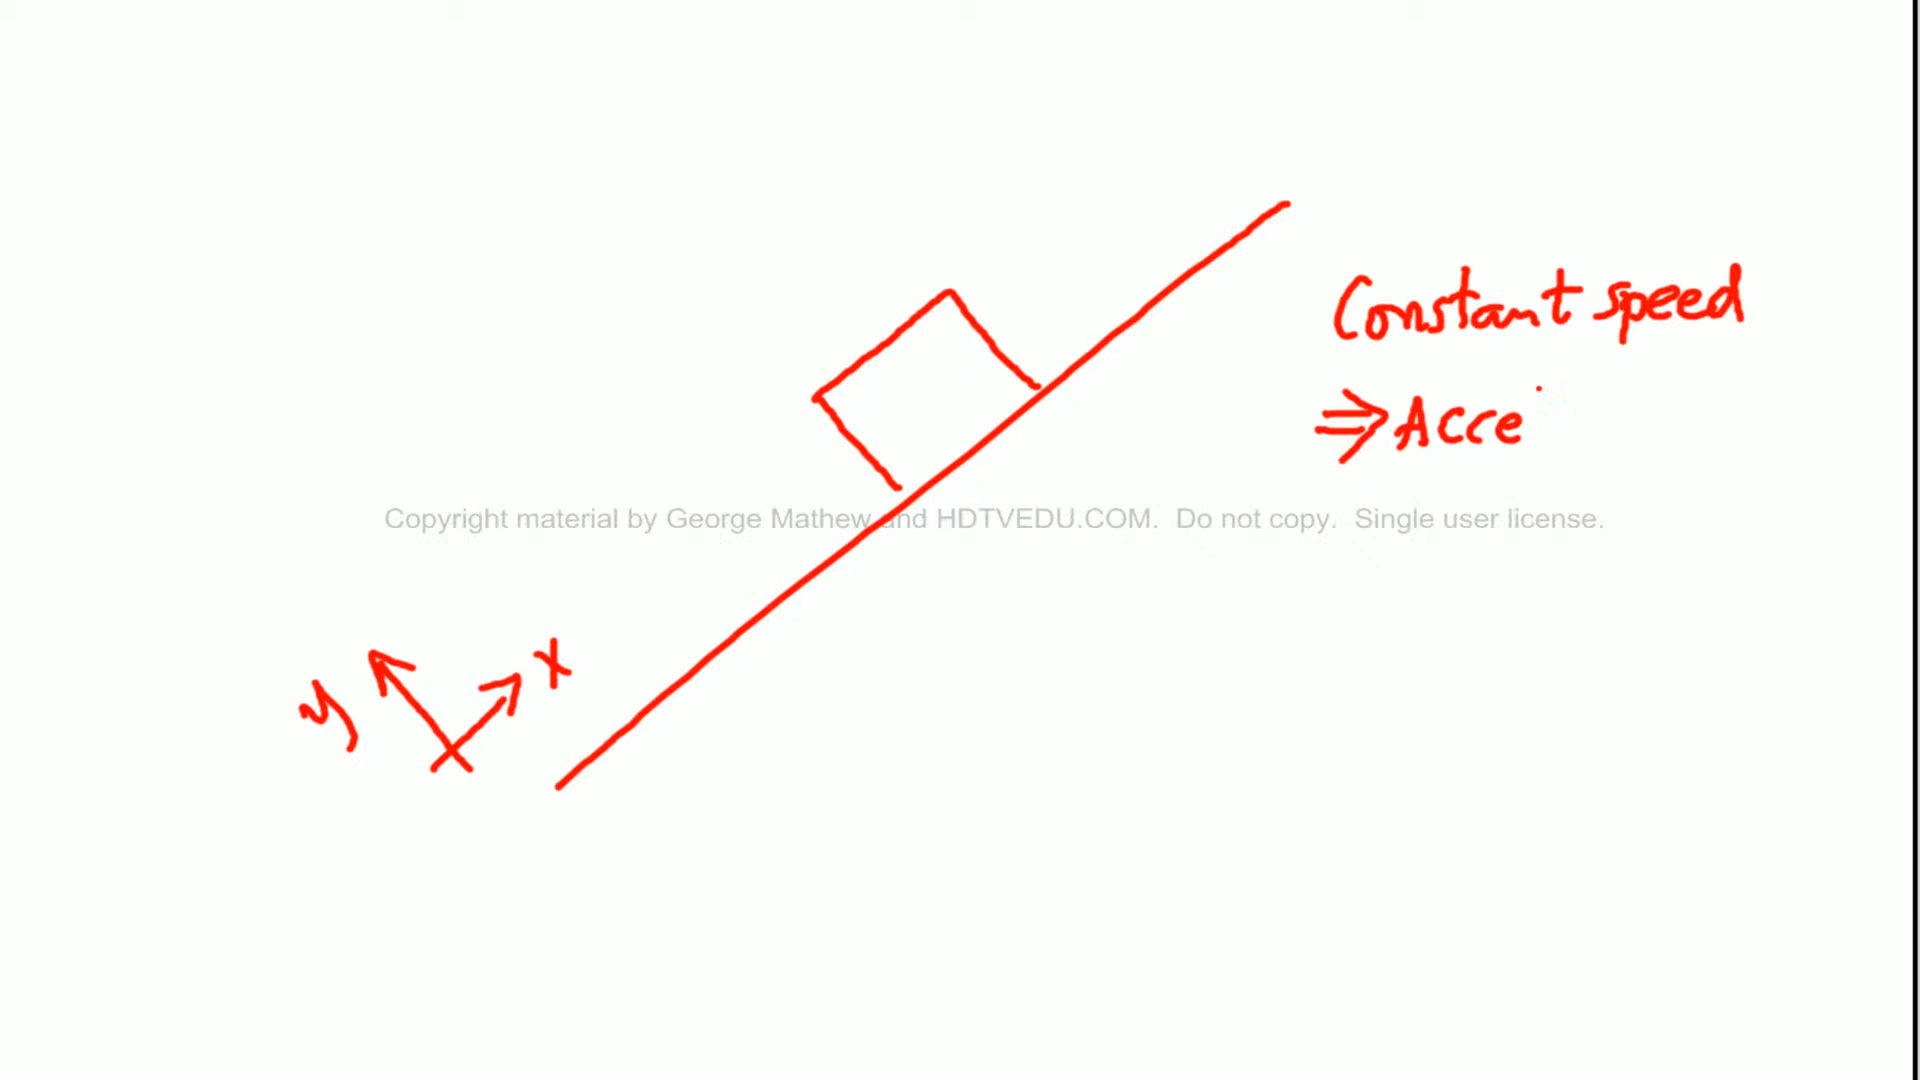 Constant speed
⇒ Acce
Copyright material by George Mathew and HDTVEDU.COM. Do not copy. Single user license.
y x